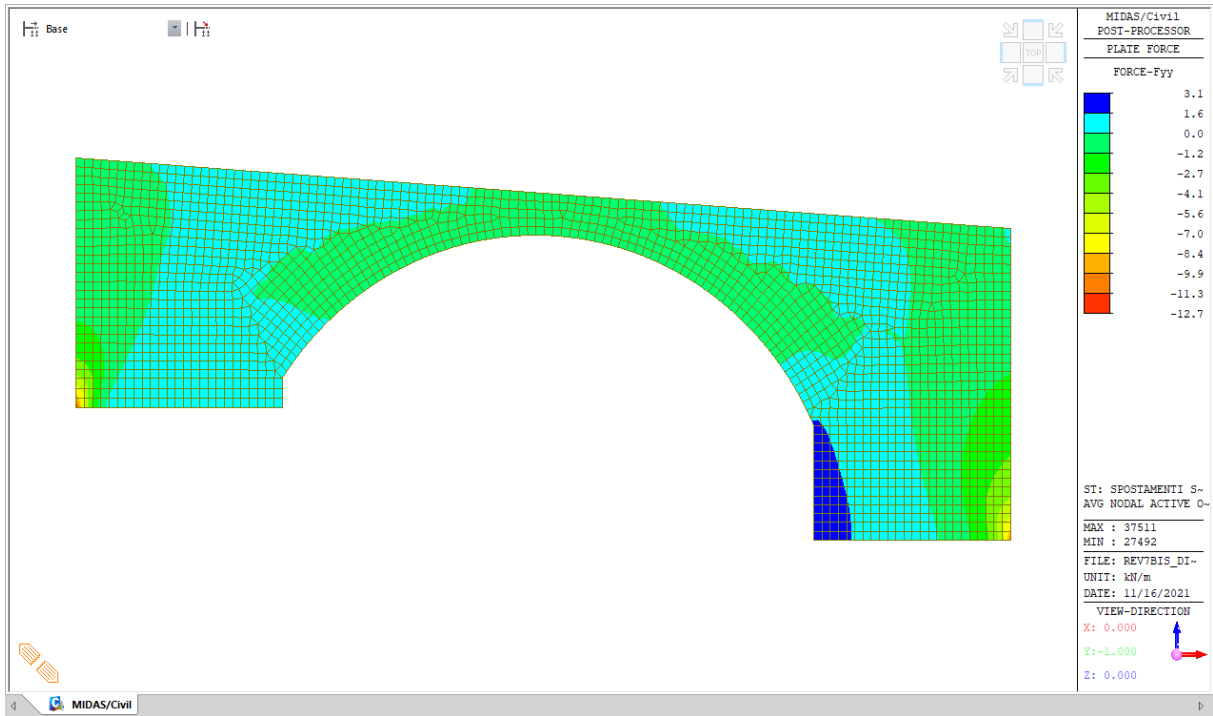 Base
TOP
MIDAS/Civil
POST-PROCESSOR
PLATE FORCE
FORCE-Fyy
3.1
1.6
0.0
-1.2
-2.7
-4.1
-5.6
-7.0
-8.4
-9.9
-11.3
-12.7
ST: SPOSTAMENTI S~
AVG NODAL ACTIVE O~
MAX : 37511
MIN : 27492
FILE: REV7BIS_DI~
UNIT: kN/m
DATE: 11/16/2021
VIEW-DIRECTION
X: 0.000
Y:-1.000
Z: 0.000
MIDAS/Civil